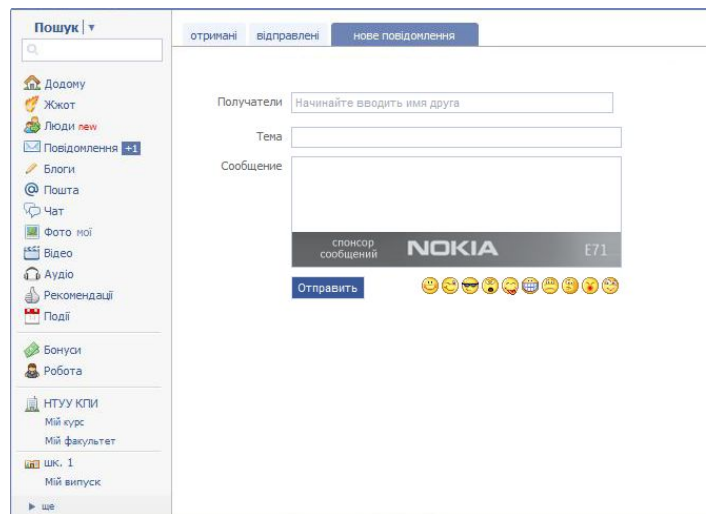 Пошук
отримані відправлені нове повідомлення
Додому
Жжот
Люди new
Повідомлення +1
Блоги
Пошта
Чат
Фото мої
Відео
Аудіо
Рекомендації
Події
Бонуси
Робота
НТУУ КПИ
Мій курс
Мій факультет
шк. 1
Мій випуск
ще
Получатели Начинайте вводить имя друга
Тема
Сообщение
спонсор
сообщений
NOKIA E71
Отправить